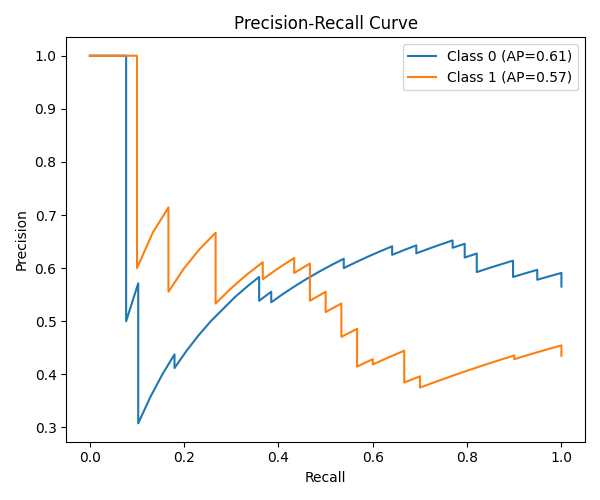 Precision-Recall Curve
Class 0 (AP=0.61)
Class 1 (AP=0.57)
1.0
0.9
0.8
0.7
0.6
0.5
0.4
0.3
Precision
0.0 0.2 0.4 0.6 0.8 1.0
Recall